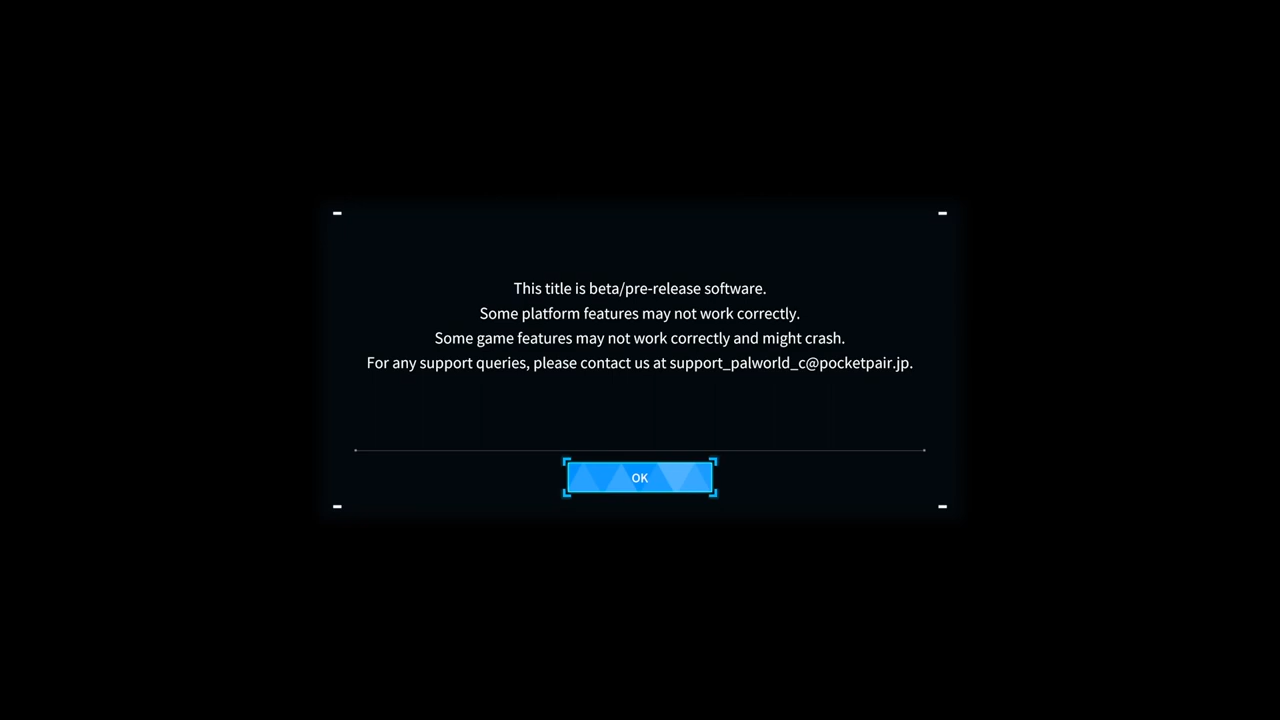 This title is beta/pre-release software.
Some platform features may not work correctly.
Some game features may not work correctly and might crash.
For any support queries, please contact us at support_palworld_c@pocketpair.jp.
OK